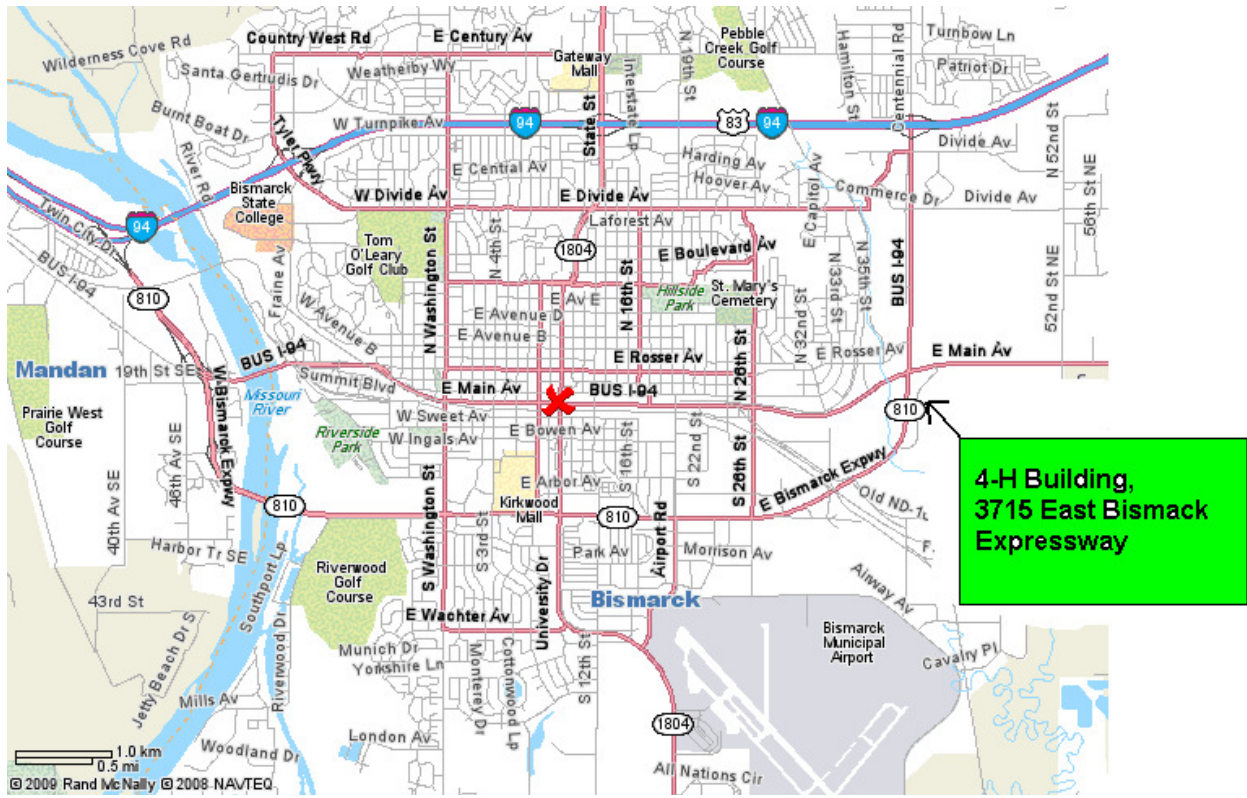 Wilderness Cove Rd
Country West Rd
E Century Av
Weatherby Wy
Santa Gertrudis Dr
Gateway
Mall
State St
Interstate Lp
N 19th St
Pebble
Creek Golf
Course
Hamilton St
Centennial Rd
Turnbow Ln
Patriot Dr
N 52nd St
56th St NE
Burnt Boat Dr
Tyler Pkwy
W Turnpike Av
94
83
94
Divide Av
River Rd
E Central Av
Harding Av
Hoover Av
E Capitol Av
Commerce Dr
Divide Av
Bismarck
State
College
W Divide Av
E Divide Av
Laforest Av
Twin City Dr
94
BUS I-94
810
Fraine Av
Tom
O'Leary
Golf Club
N Washington St
N 4th St
1804
E Boulevard Av
N 16th St
Hillside
Park
St. Mary's
Cemetery
N 32nd St
N 33rd St
N 35th St
BUS I-94
52nd St NE
W Avenue B
E Av E
E Avenue D
E Avenue B
E Rosser Av
N 26th St
E Rosser Av
E Main Av
Mandan
19th St SE
BUS I-94
Summit Blvd
E Main Av
BUS I-94
810
Missouri
River
Prairie West
Golf
Course
W Bismarck Expwy
46th Av SE
40th Av SE
Riverside
Park
W Sweet Av
W Ingals Av
E Bowen Av
S 16th St
S 22nd St
S 26th St
E Bismarck Expwy
Old ND-1
F.
E Arbor Av
Kirkwood
Mall
810
810
4-H Building,
3715 East Bismack
Expressway
Harbor Tr SE
Southport Lp
43rd St
Riverwood
Golf
Course
S Washington St
S 3rd St
University Dr
Park Av
Airport Rd
Morrison Av
Airway Av
Bismarck
E Wachter Av
Bismarck
Municipal
Airport
Cavalry Pl
Jetty Beach Dr S
Riverwood Dr
Munich Dr
Yorkshire Ln
Monterey Dr
Cottonwood Lp
S 12th St
Mills Av
Woodland Dr
London Av
1804
All Nations Cir
1.0 km
0.5 mi
© 2009 Rand McNally © 2008 NAVTEQ